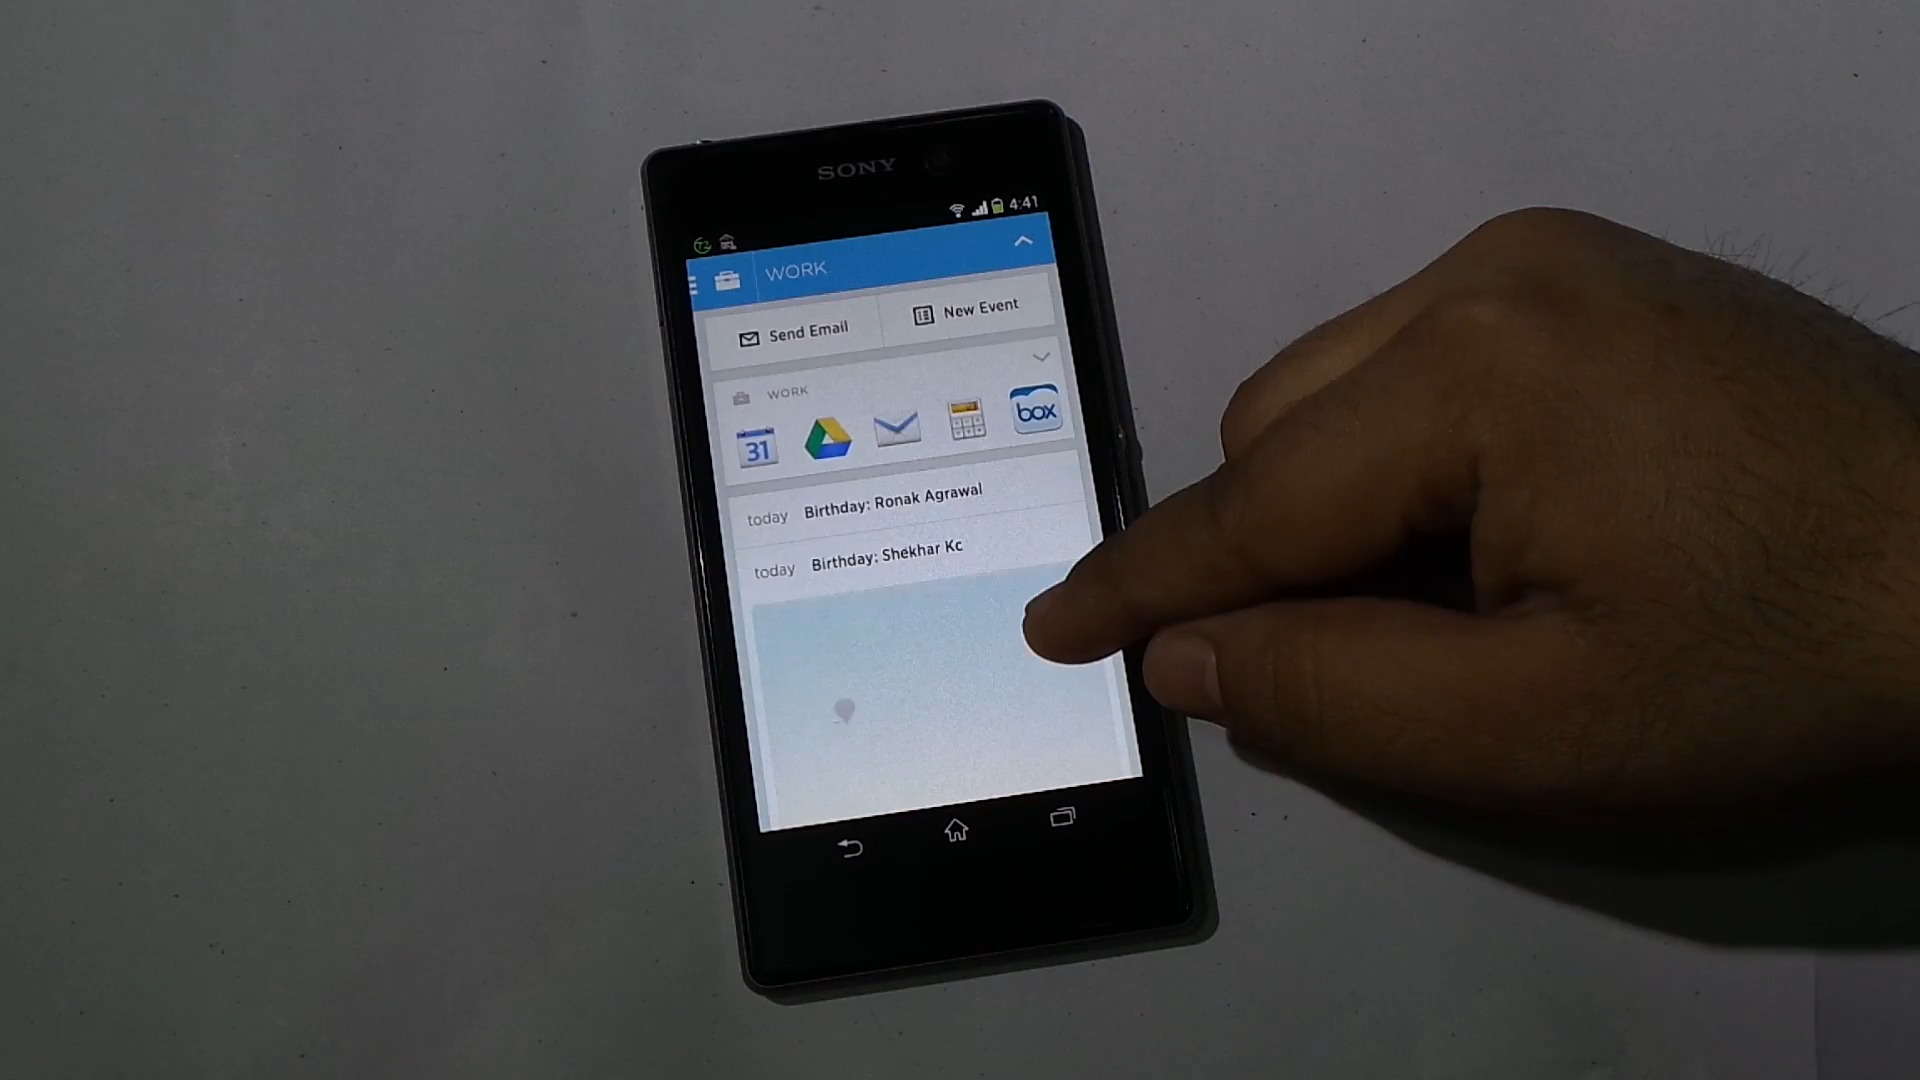 SONY
4:41
WORK
Send Email
New Event
WORK
31
box
today Birthday: Ronak Agrawal
today Birthday: Shekhar Kc